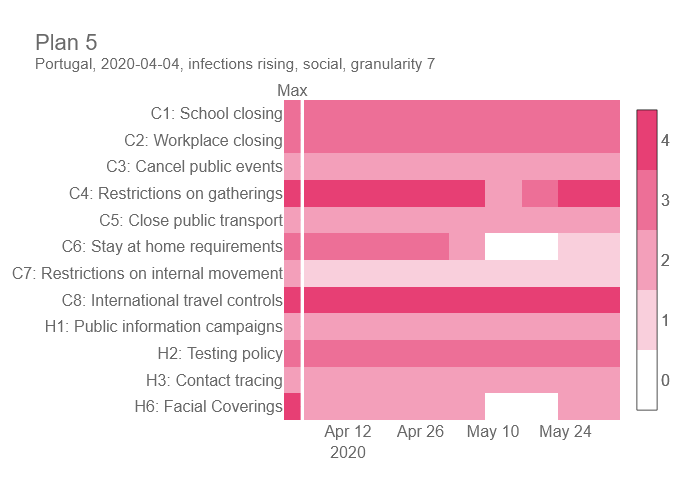 Plan 5
Portugal, 2020-04-04, infections rising, social, granularity 7
Max
C1: School closing
C2: Workplace closing
C3: Cancel public events
C4: Restrictions on gatherings
C5: Close public transport
C6: Stay at home requirements
C7: Restrictions on internal movement
C8: International travel controls
H1: Public information campaigns
H2: Testing policy
H3: Contact tracing
H6: Facial Coverings
4
3
2
1
0
Apr 12 Apr 26 May 10 May 24
2020